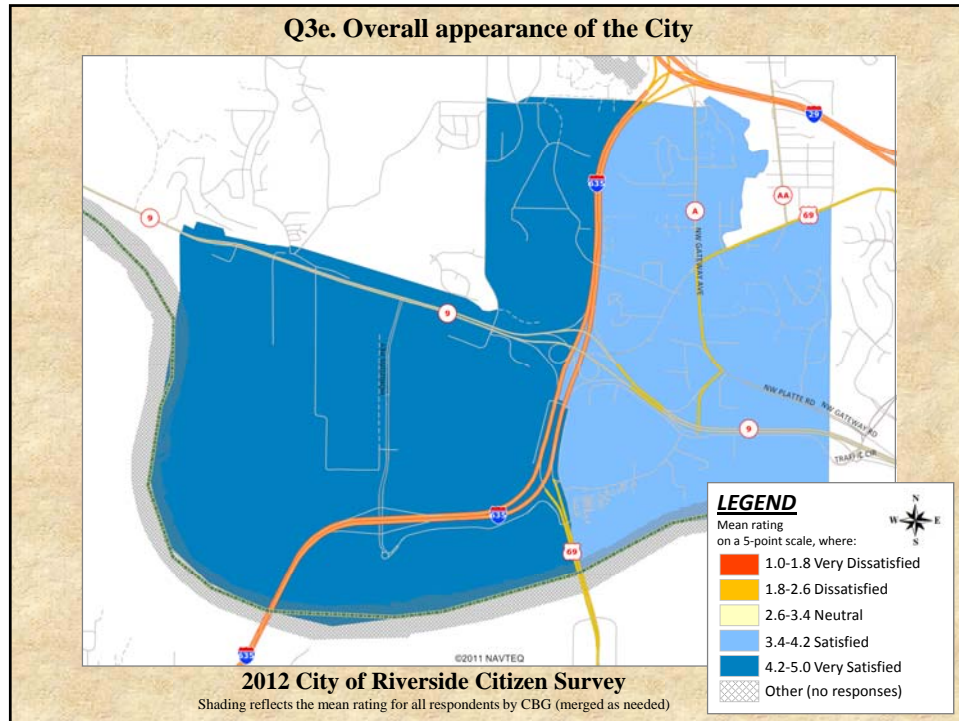 Q3e. Overall appearance of the City
29
635
9
A
AA
69
NW GATEWAY AVE
9
NW PLATTE RD
NW GATEWAY RD
9
TRAFFIC CIR
635
69
635
©2011 NAVTEQ
LEGEND
Mean rating
on a 5-point scale, where:
N
W E
S
1.0-1.8 Very Dissatisfied
1.8-2.6 Dissatisfied
2.6-3.4 Neutral
3.4-4.2 Satisfied
4.2-5.0 Very Satisfied
Other (no responses)
2012 City of Riverside Citizen Survey
Shading reflects the mean rating for all respondents by CBG (merged as needed)